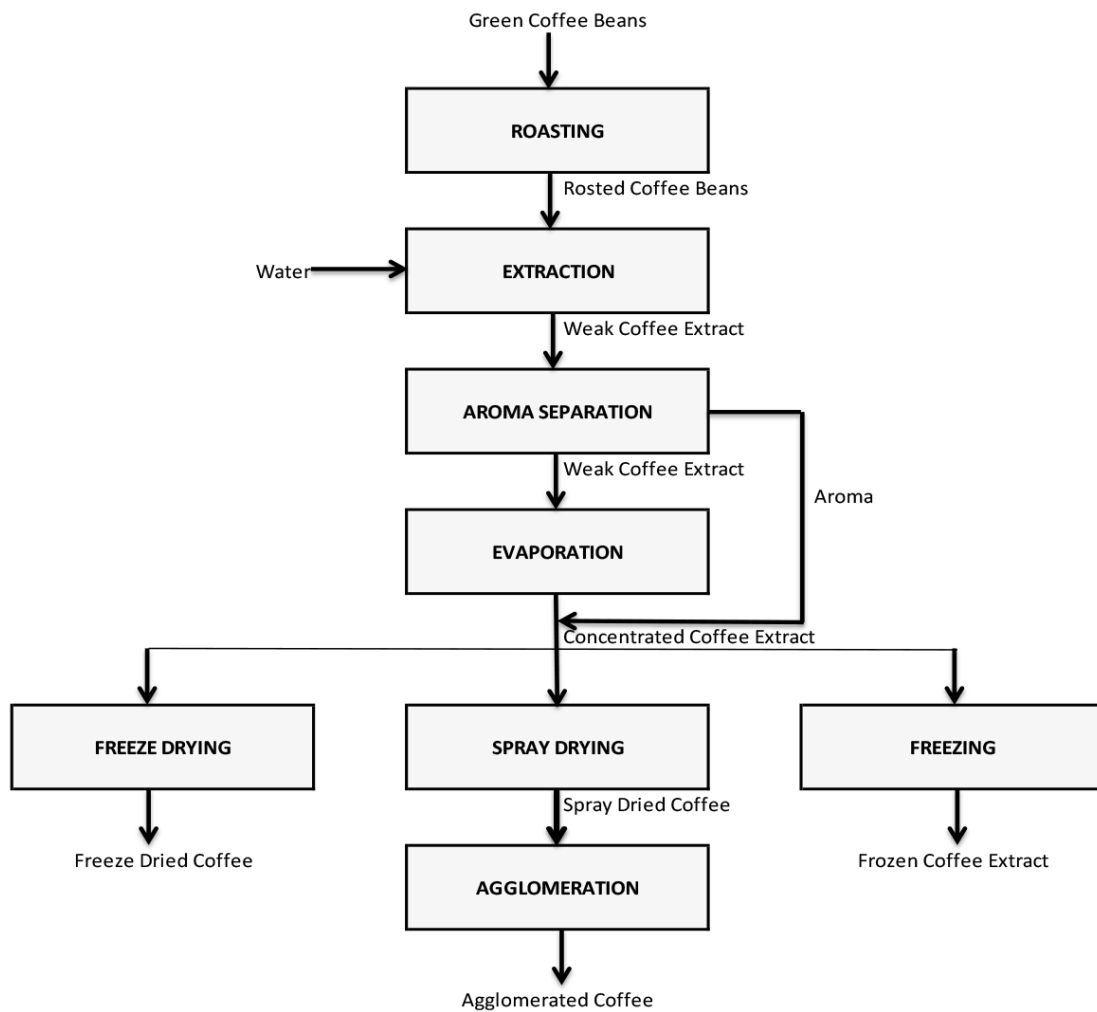 Green Coffee Beans
ROASTING
Rosted Coffee Beans
Water
EXTRACTION
Weak Coffee Extract
AROMA SEPARATION
Weak Coffee Extract
Aroma
EVAPORATION
Concentrated Coffee Extract
FREEZE DRYING
SPRAY DRYING
FREEZING
Spray Dried Coffee
Freeze Dried Coffee
Frozen Coffee Extract
AGGLOMERATION
Agglomerated Coffee